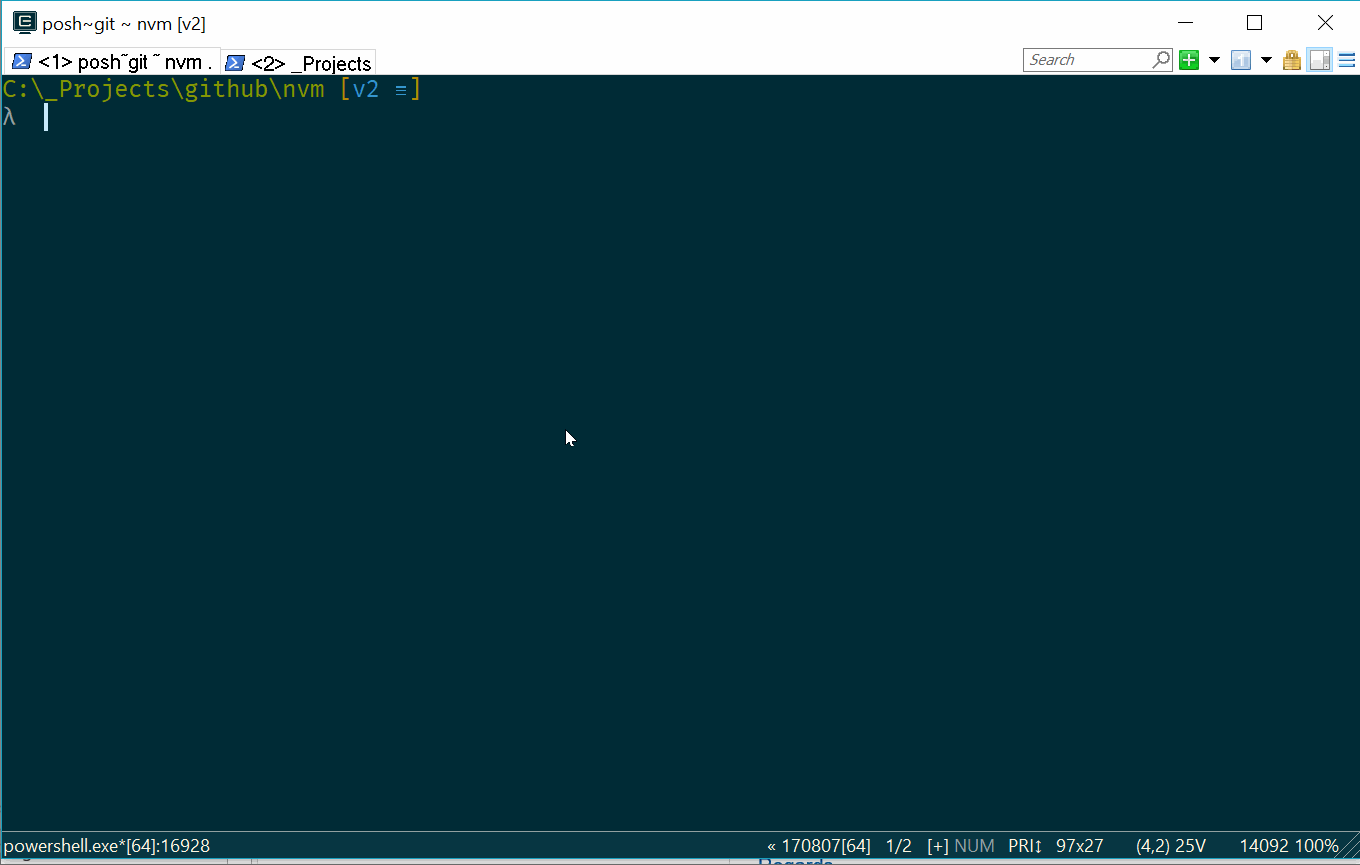 posh~git ~ nvm [v2]
<1> posh~git ~ nvm . <2> _Projects Search
C:\_Projects\github\nvm [v2 ≡]
λ
powershell.exe*[64]:16928 « 170807[64] 1/2 [+] NUM PRI↕ 97x27 (4,2) 25V 14092 100%